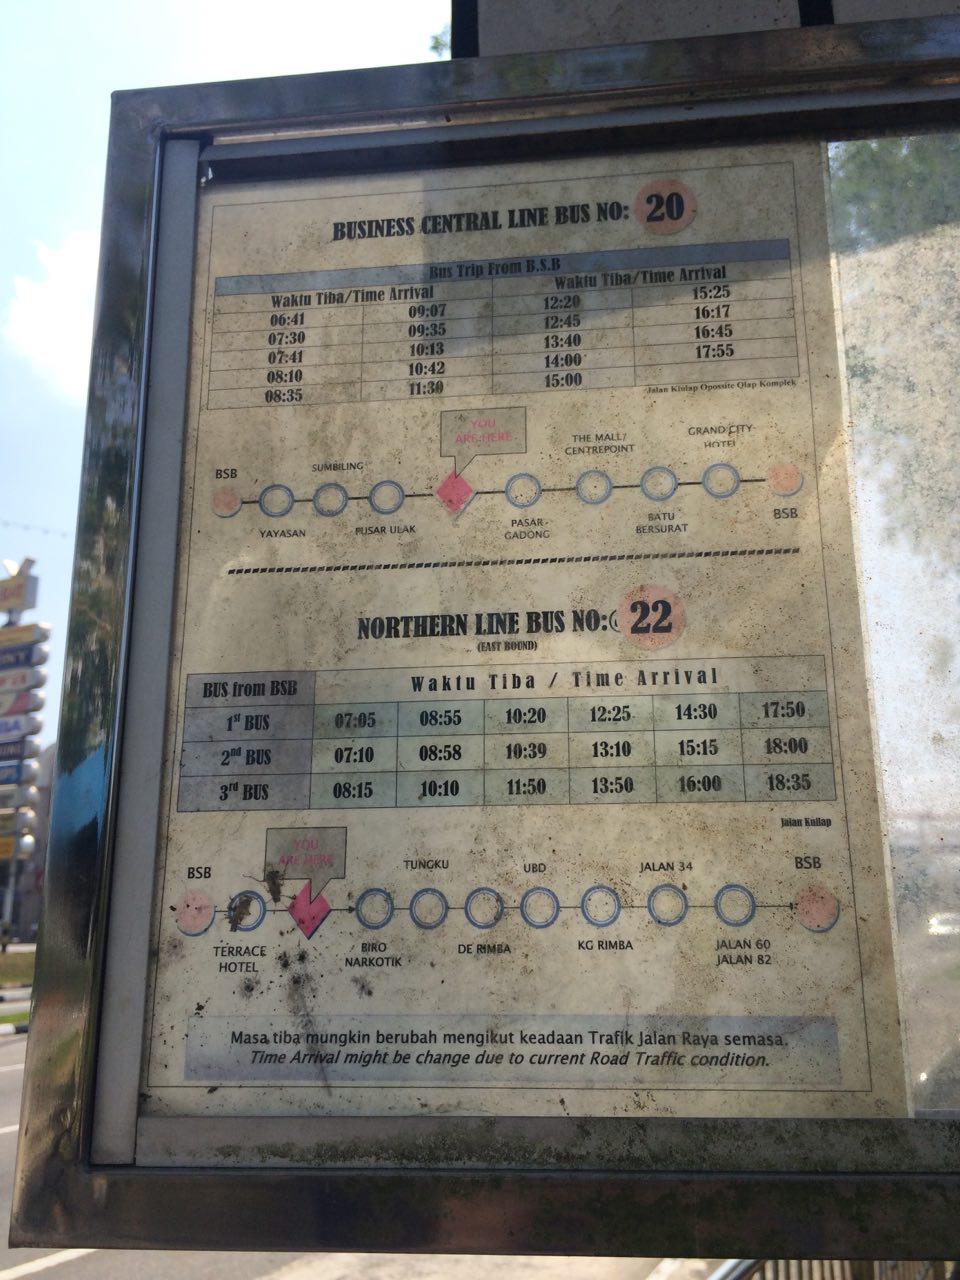 BUSINESS CENTRAL LINE BUS NO: 20
Bus Trip From B.S.B
Waktu Tiba/Time Arrival Waktu Tiba/Time Arrival
06:41 09:07 12:20 15:25
07:30 09:35 12:45 16:17
07:41 10:13 13:40 16:45
08:10 10:42 14:00 17:55
08:35 11:30 15:00
Jalan Kiulap Opossite Qlap Komplek
YOU
ARE HERE
BSB SUMBILING THE MALL/
CENTREPOINT GRAND CITY
HOTEL
YAYASAN PUSAR ULAK PASAR
GADONG BATU
BERSURAT BSB
NORTHERN LINE BUS NO: 22
(EAST BOUND)
BUS from BSB Waktu Tiba / Time Arrival
1st BUS 07:05 08:55 10:20 12:25 14:30 17:50
2nd BUS 07:10 08:58 10:39 13:10 15:15 18:00
3rd BUS 08:15 10:10 11:50 13:50 16:00 18:35
Jalan Kuilap
YOU
ARE HERE
BSB TUNGKU UBD JALAN 34 BSB
TERRACE
HOTEL BIRO
NARKOTIK DE RIMBA KG RIMBA JALAN 60
JALAN 82
Masa tiba mungkin berubah mengikut keadaan Trafik Jalan Raya semasa.
Time Arrival might be change due to current Road Traffic condition.